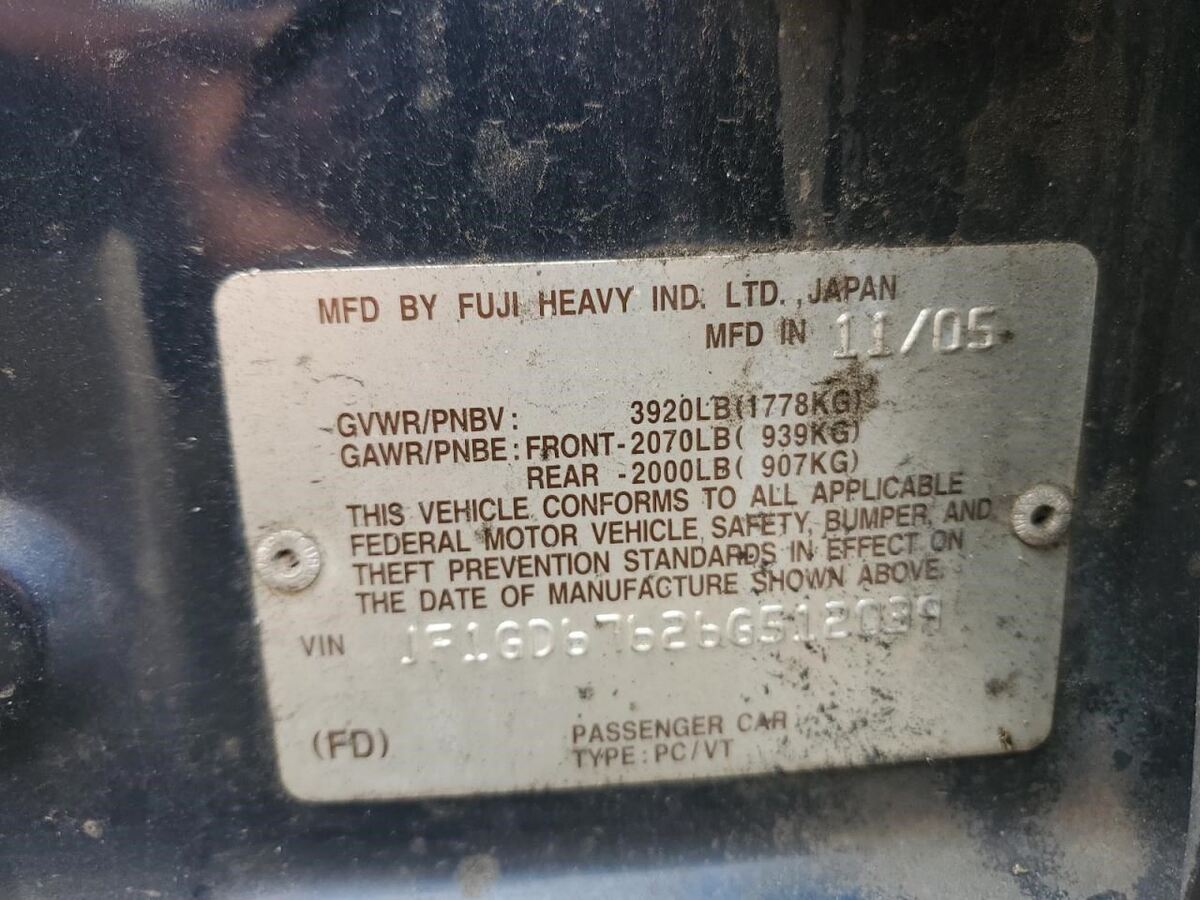 MFD BY FUJI HEAVY IND. LTD., JAPAN
MFD IN 11/05
GVWR/PNBV: 3920LB(1778KG)
GAWR/PNBE: FRONT-2070LB( 939KG)
REAR -2000LB( 907KG)
THIS VEHICLE CONFORMS TO ALL APPLICABLE
FEDERAL MOTOR VEHICLE SAFETY, BUMPER, AND
THEFT PREVENTION STANDARDS IN EFFECT ON
THE DATE OF MANUFACTURE SHOWN ABOVE.
VIN JF1GD67626G512039
(FD) PASSENGER CAR
TYPE: PC/VT